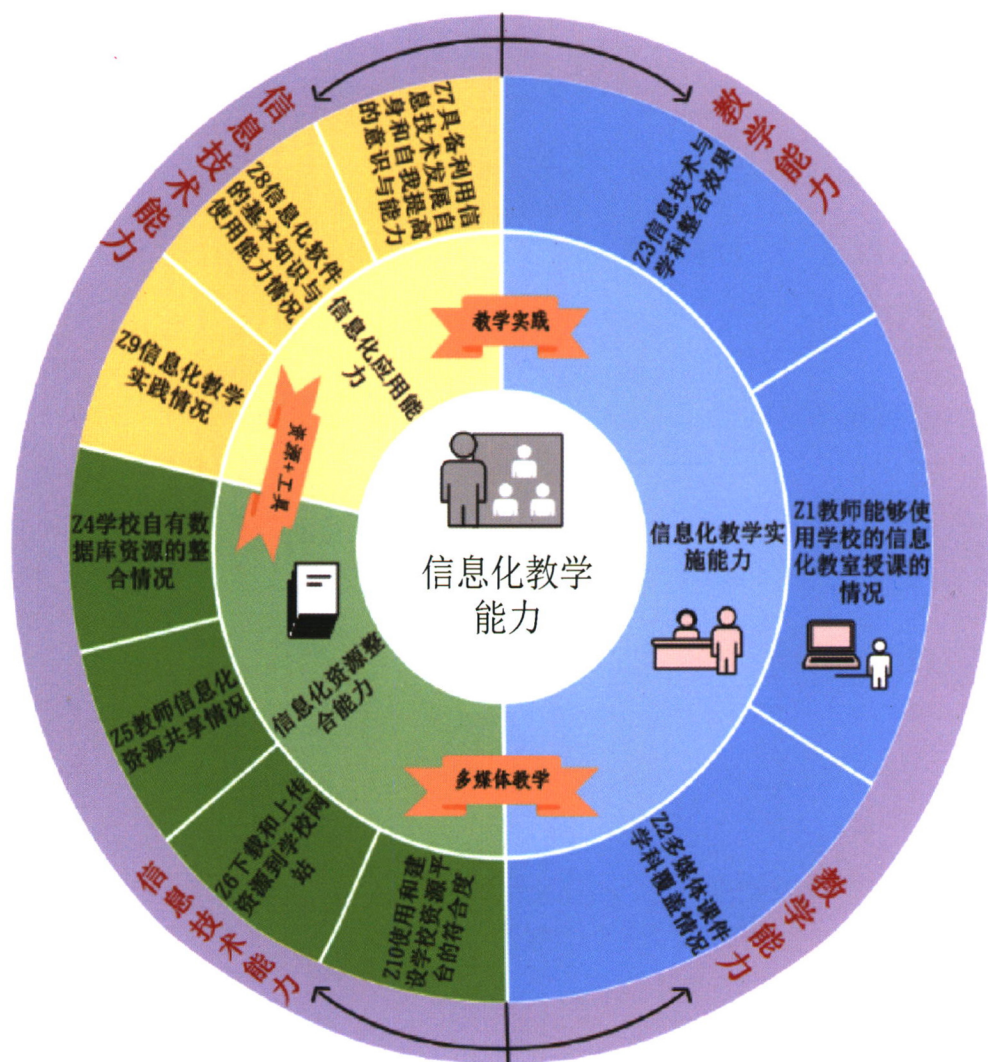 信息技术能力
教学能力
Z7具备利用信
息技术发展自
身和自我提高
的意识与能力
Z8信息化软件
的基本知识与
使用能力情况
Z9信息化教学
实践情况
Z3信息技术与
学科整合效果
教学实践
信息化应用能
力
资源+工具
信息化教学
能力
信息化教学实
施能力
Z1教师能够使
用学校的信息
化教室授课的
情况
Z4学校自有数
据库资源的整
合情况
Z5教师信息化
资源共享情况
信息化资源整
合能力
多媒体教学
Z6下载和上传
资源到学校网
站
Z10使用和建
设学校资源平
台的符合度
Z2多媒体课件
学科覆盖情况
信息技术能力
教学能力